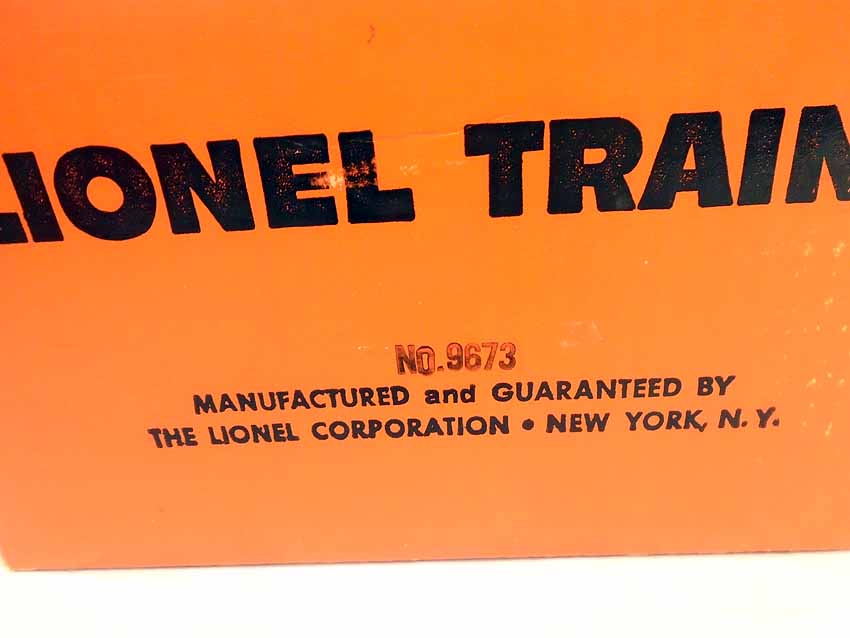 LIONEL TRAIN
No.9673
MANUFACTURED and GUARANTEED BY
THE LIONEL CORPORATION • NEW YORK, N. Y.